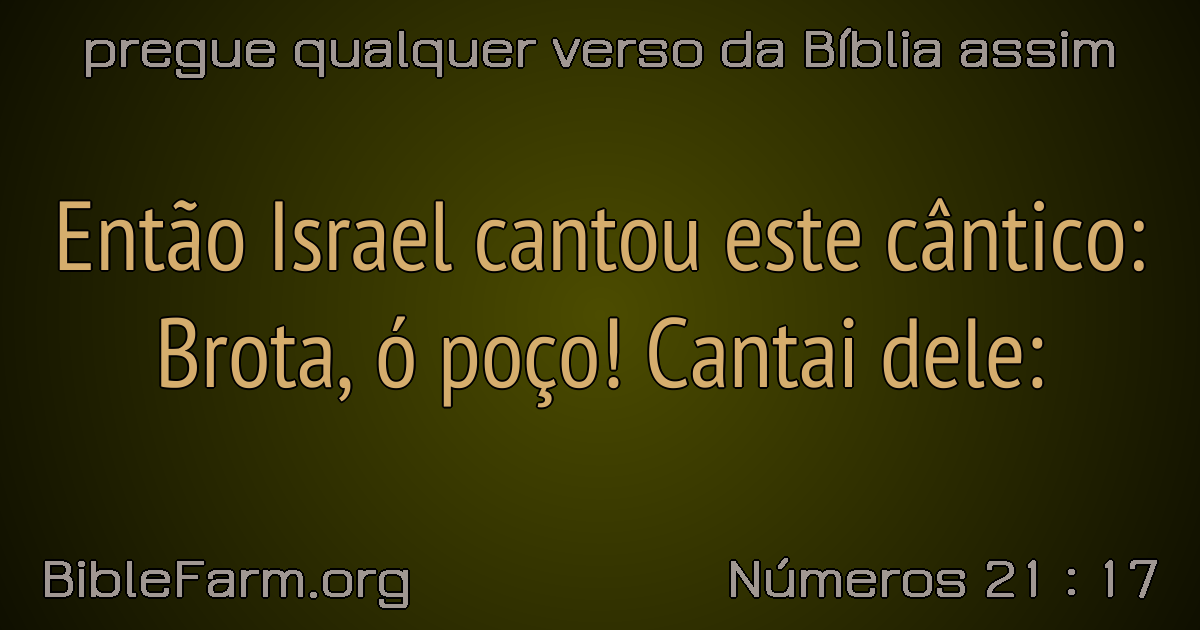 pregue qualquer verso da Bíblia assim
Então Israel cantou este cântico:
Brota, ó poço! Cantai dele:
BibleFarm.org
Números 21 : 17